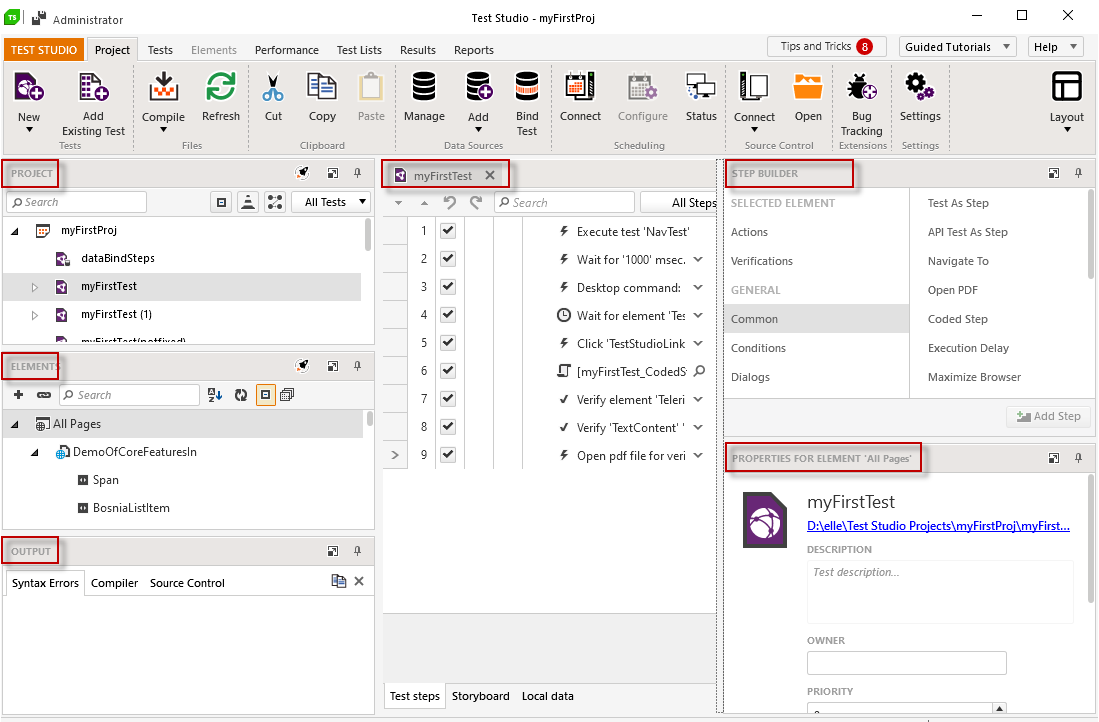 TS Administrator
Test Studio - myFirstProj
TEST STUDIO Project Tests Elements Performance Test Lists Results Reports
Tips and Tricks 8 Guided Tutorials Help
New
Add Existing Test
Tests
Compile
Refresh
Files
Cut
Copy
Paste
Clipboard
Manage
Add
Bind Test
Data Sources
Connect
Configure
Status
Scheduling
Connect
Open
Source Control
Bug Tracking
Extensions
Settings
Settings
Layout
PROJECT
Search All Tests
myFirstProj
dataBindSteps
myFirstTest
myFirstTest (1)
myFirstTest(notfixed)
ELEMENTS
Search
All Pages
DemoOfCoreFeaturesIn
Span
BosniaListItem
OUTPUT
Syntax Errors Compiler Source Control
myFirstTest
Search All Steps
1 Execute test 'NavTest'
2 Wait for '1000' msec.
3 Desktop command:
4 Wait for element 'Tes
5 Click 'TestStudioLink
6 [myFirstTest_CodedS
7 Verify element 'Teleri
8 Verify 'TextContent' '
9 Open pdf file for veri
Test steps Storyboard Local data
STEP BUILDER
SELECTED ELEMENT
Actions
Verifications
GENERAL
Common
Conditions
Dialogs
Test As Step
API Test As Step
Navigate To
Open PDF
Coded Step
Execution Delay
Maximize Browser
Add Step
PROPERTIES FOR ELEMENT 'All Pages'
myFirstTest
D:\elle\Test Studio Projects\myFirstProj\myFirst...
DESCRIPTION
Test description...
OWNER
PRIORITY